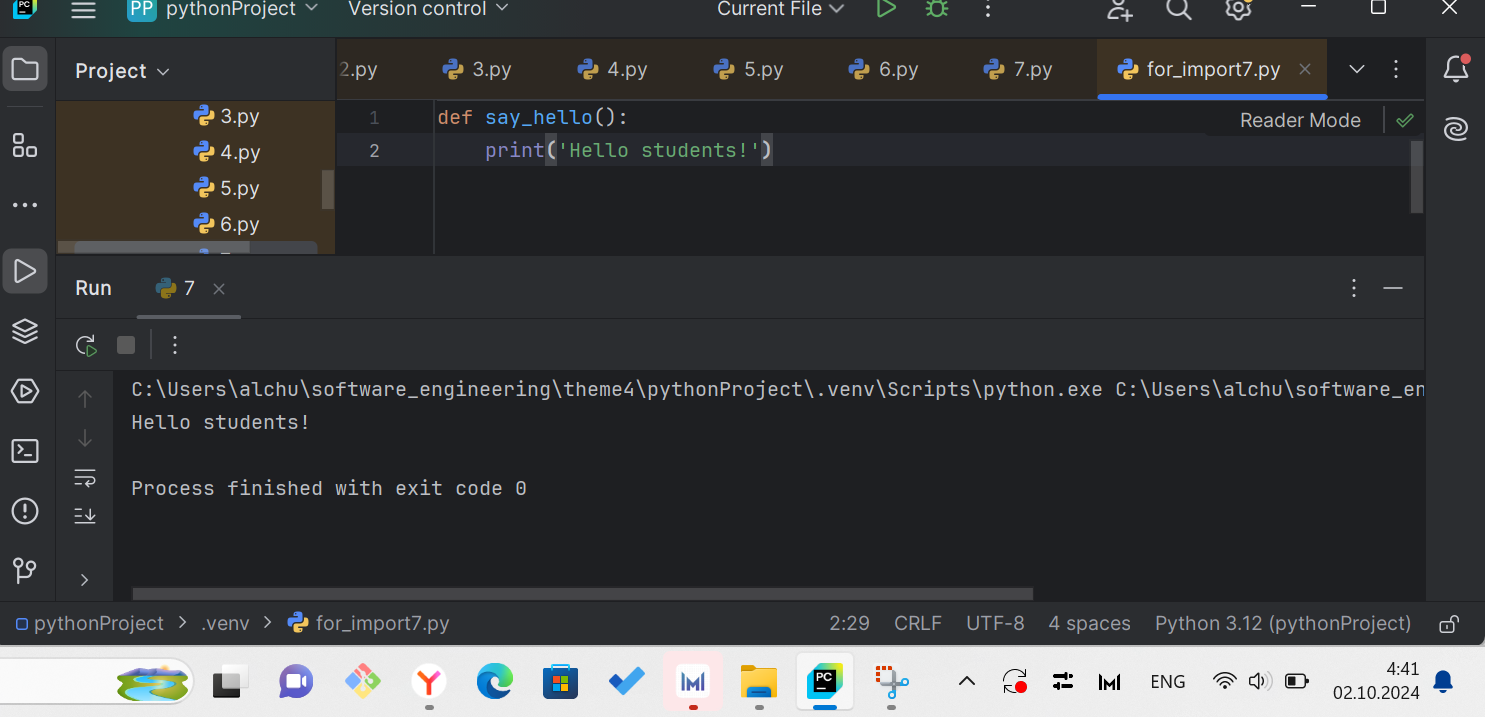 PC PP pythonProject Version control Current File
Project
2.py 3.py 4.py 5.py 6.py 7.py for_import7.py
3.py
4.py
5.py
6.py
1 def say_hello():
2 print('Hello students!')
Reader Mode
Run 7
C:\Users\alchu\software_engineering\theme4\pythonProject\.venv\Scripts\python.exe C:\Users\alchu\software_en
Hello students!
Process finished with exit code 0
pythonProject > .venv > for_import7.py 2:29 CRLF UTF-8 4 spaces Python 3.12 (pythonProject)
PC
ENG
4:41
02.10.2024